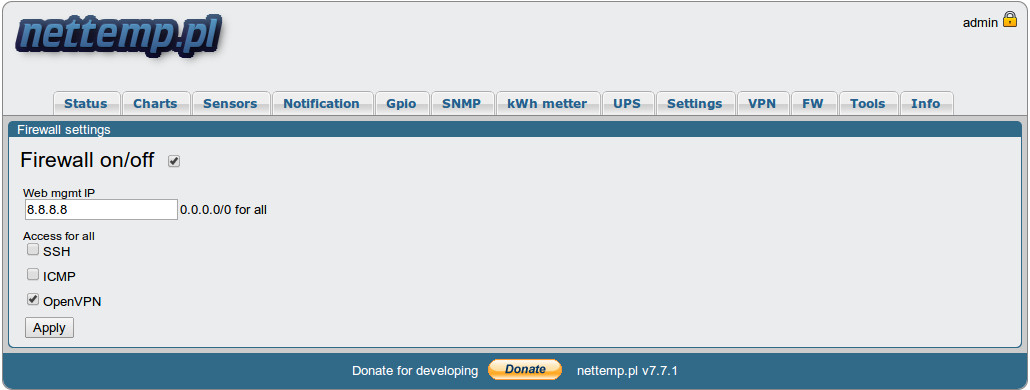 nettemp.pl
admin
Status Charts Sensors Notification Gpio SNMP kWh metter UPS Settings VPN FW Tools Info
Firewall settings
Firewall on/off
Web mgmt IP
8.8.8.8 0.0.0.0/0 for all
Access for all
SSH
ICMP
OpenVPN
Apply
Donate for developing Donate nettemp.pl v7.7.1